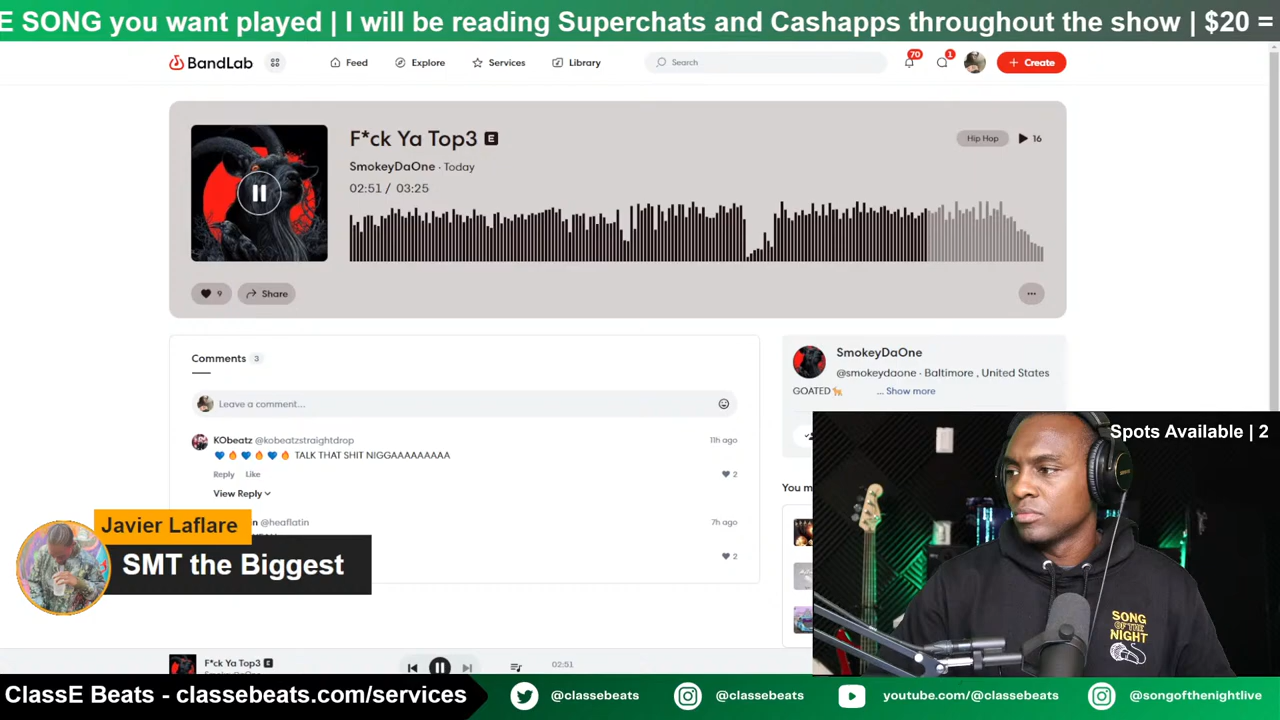 E SONG you want played | I will be reading Superchats and Cashapps throughout the show | $20 =
BandLab Feed Explore Services Library Search 70 1 + Create
F*ck Ya Top3 E
Hip Hop 16
SmokeyDaOne · Today
02:51 / 03:25
9 Share
Comments 3
SmokeyDaOne
@smokeydaone · Baltimore , United States
GOATED ... Show more
Leave a comment...
Spots Available | 2
KObeatz @kobeatzstraightdrop 11h ago
TALK THAT SHIT NIGGAAAAAAAAA
Reply Like 2
View Reply
You m
@heaflatin 7h ago
Javier Laflare
2
SMT the Biggest
SONG
OF THE
NIGHT
F*ck Ya Top3 E
02:51
ClassE Beats - classebeats.com/services @classebeats @classebeats youtube.com/@classebeats @songofthenightlive